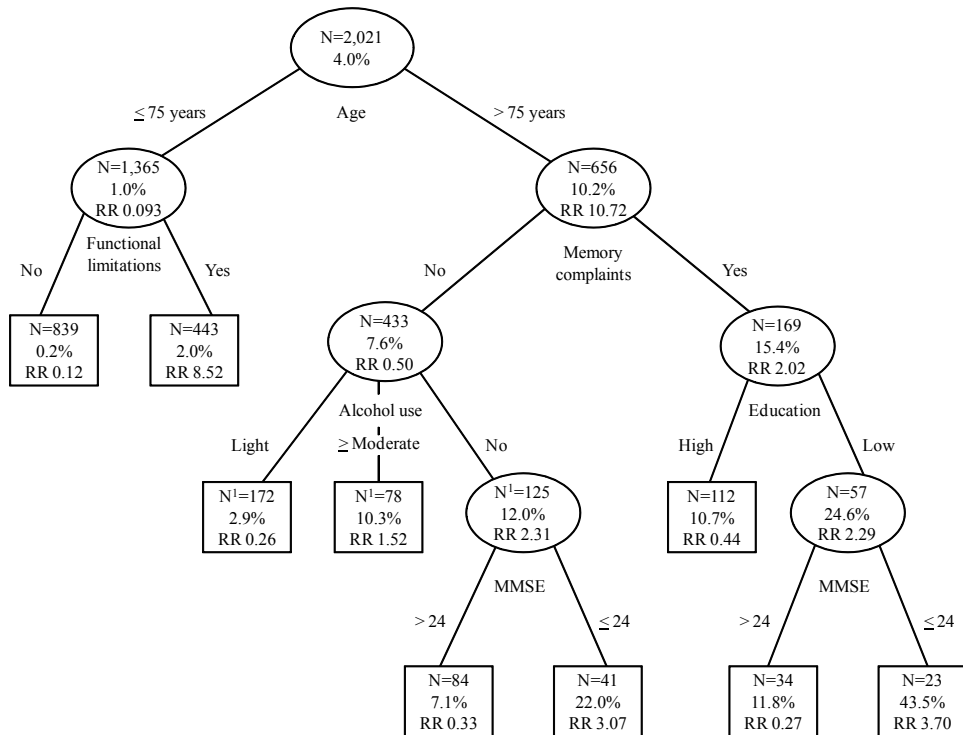 N=2,021
4.0%
≤ 75 years
Age
> 75 years
N=1,365
1.0%
RR 0.093
N=656
10.2%
RR 10.72
Functional
limitations
No
Yes
Memory
complaints
No
Yes
N=839
0.2%
RR 0.12
N=443
2.0%
RR 8.52
N=433
7.6%
RR 0.50
N=169
15.4%
RR 2.02
Alcohol use
Light
≥ Moderate
No
Education
High
Low
N¹=172
2.9%
RR 0.26
N¹=78
10.3%
RR 1.52
N¹=125
12.0%
RR 2.31
N=112
10.7%
RR 0.44
N=57
24.6%
RR 2.29
MMSE
> 24
≤ 24
MMSE
> 24
≤ 24
N=84
7.1%
RR 0.33
N=41
22.0%
RR 3.07
N=34
11.8%
RR 0.27
N=23
43.5%
RR 3.70